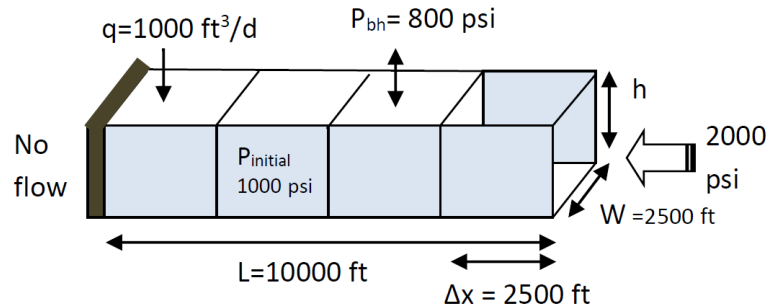 q=1000 ft³/d
P_bh= 800 psi
h
No
flow
P_initial
1000 psi
2000
psi
W =2500 ft
L=10000 ft
Δx = 2500 ft